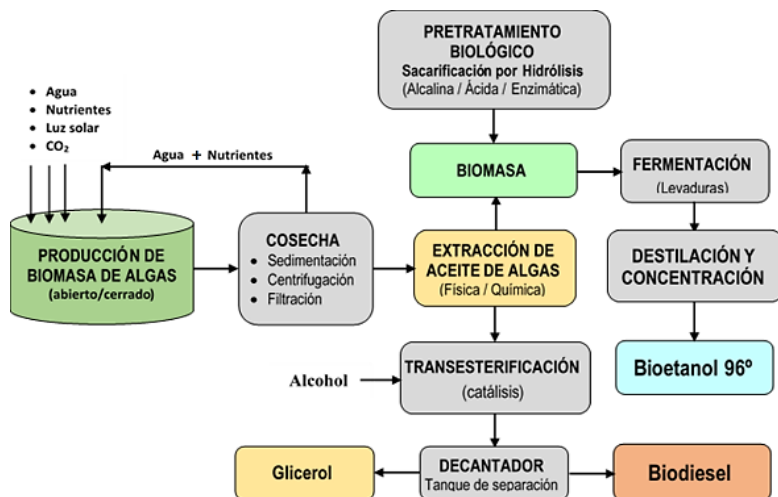 PRETRATAMIENTO
BIOLÓGICO
Sacarificación por Hidrólisis
(Alcalina / Ácida / Enzimática)
• Agua
• Nutrientes
• Luz solar
• CO₂
Agua + Nutrientes
BIOMASA
FERMENTACIÓN
(Levaduras)
PRODUCCIÓN DE
BIOMASA DE ALGAS
(abierto/cerrado)
COSECHA
• Sedimentación
• Centrifugación
• Filtración
EXTRACCIÓN DE
ACEITE DE ALGAS
(Física / Química)
DESTILACIÓN Y
CONCENTRACIÓN
Alcohol
TRANSESTERIFICACIÓN
(catálisis)
Bioetanol 96º
Glicerol
DECANTADOR
Tanque de separación
Biodiesel